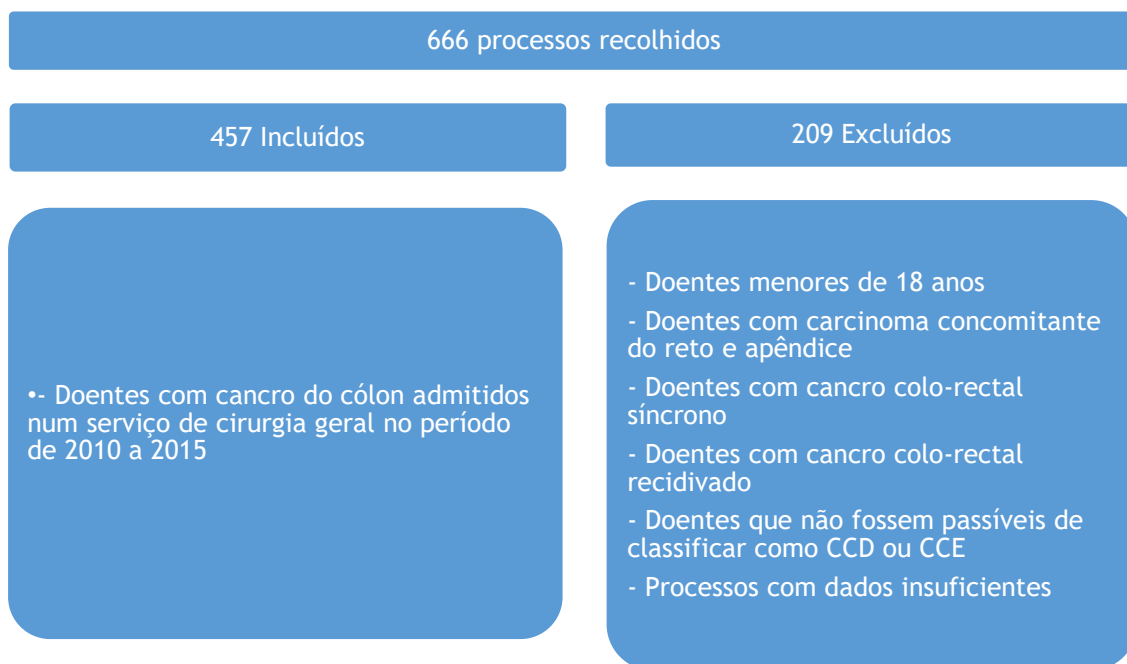 666 processos recolhidos
457 Incluídos
209 Excluídos
•- Doentes com cancro do cólon admitidos
num serviço de cirurgia geral no período
de 2010 a 2015
- Doentes menores de 18 anos
- Doentes com carcinoma concomitante
do reto e apêndice
- Doentes com cancro colo-rectal
síncrono
- Doentes com cancro colo-rectal
recidivado
- Doentes que não fossem passíveis de
classificar como CCD ou CCE
- Processos com dados insuficientes